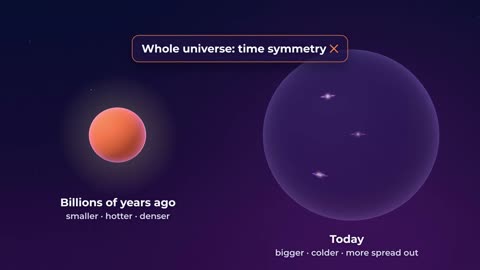 Whole universe: time symmetry ×
Billions of years ago
smaller · hotter · denser
Today
bigger · colder · more spread out